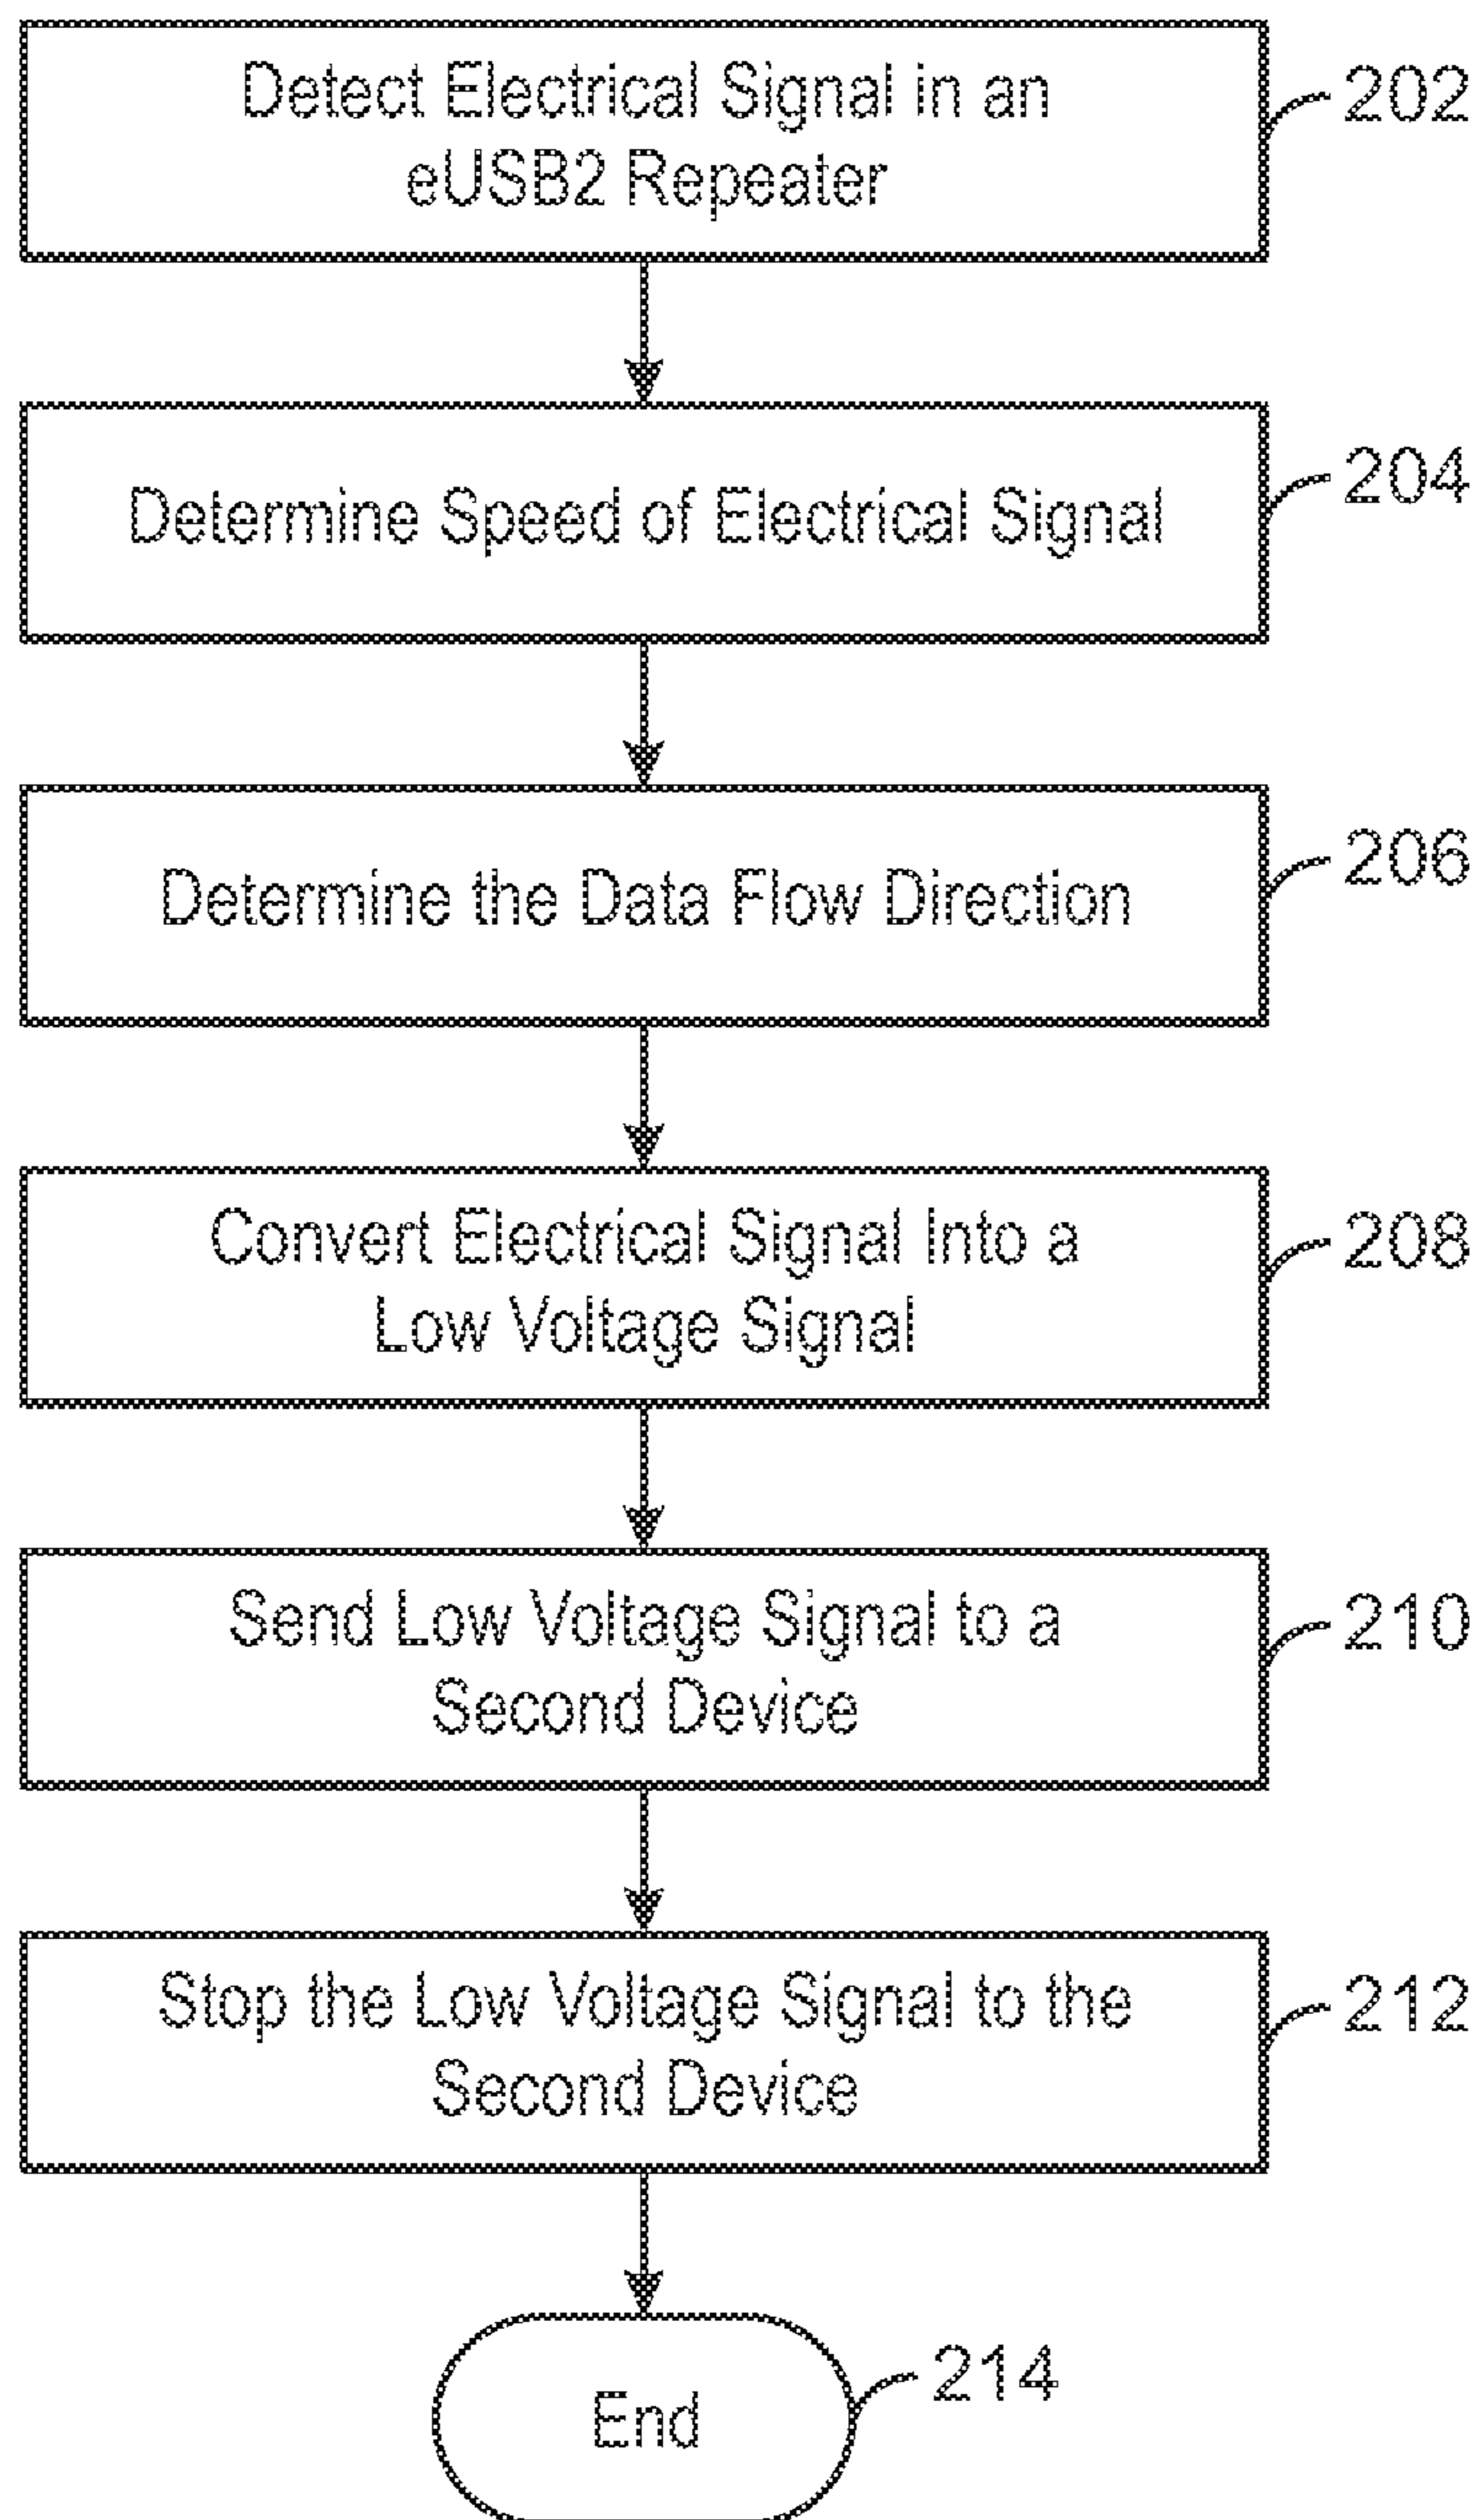 Detect Electrical Signal in an
eUSB2 Repeater
202
Determine Speed of Electrical Signal
204
Determine the Data Flow Direction
206
Convert Electrical Signal Into a
Low Voltage Signal
208
Send Low Voltage Signal to a
Second Device
210
Stop the Low Voltage Signal to the
Second Device
212
End
214